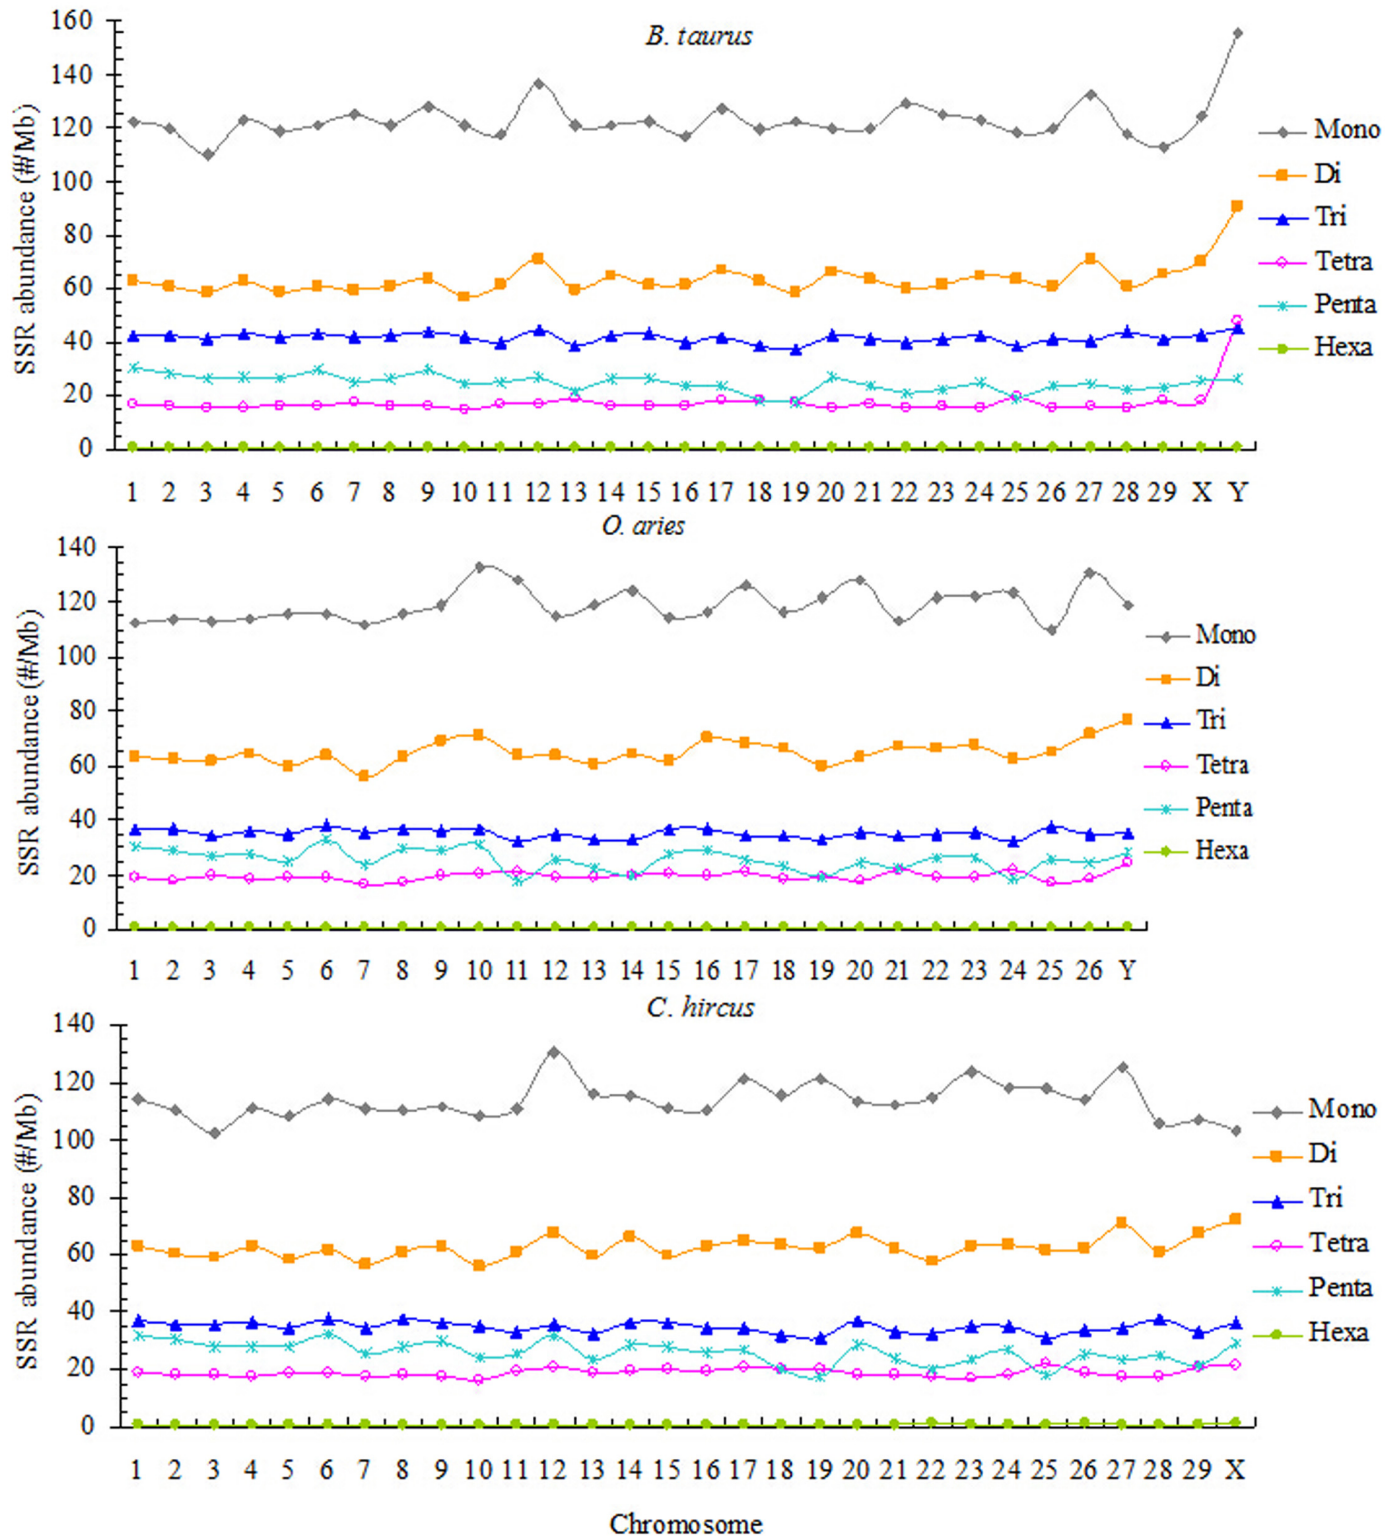 B. taurus
SSR abundance (#/Mb)
160
140
120
100
80
60
40
20
0
1 2 3 4 5 6 7 8 9 10 11 12 13 14 15 16 17 18 19 20 21 22 23 24 25 26 27 28 29 X Y
Mono
Di
Tri
Tetra
Penta
Hexa
O. aries
SSR abundance (#/Mb)
140
120
100
80
60
40
20
0
1 2 3 4 5 6 7 8 9 10 11 12 13 14 15 16 17 18 19 20 21 22 23 24 25 26 Y
Mono
Di
Tri
Tetra
Penta
Hexa
C. hircus
SSR abundance (#/Mb)
140
120
100
80
60
40
20
0
1 2 3 4 5 6 7 8 9 10 11 12 13 14 15 16 17 18 19 20 21 22 23 24 25 26 27 28 29 X
Mono
Di
Tri
Tetra
Penta
Hexa
Chromosome